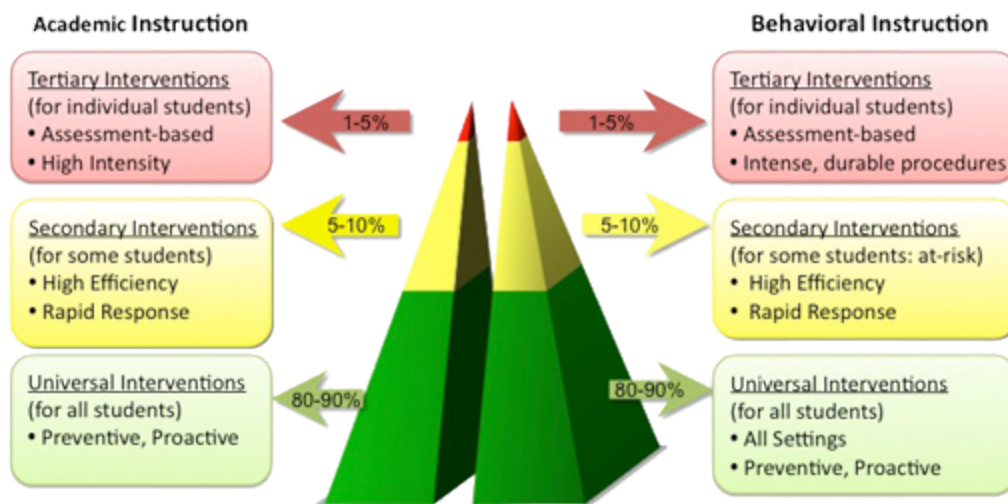 Academic Instruction
Tertiary Interventions
(for individual students)
• Assessment-based
• High Intensity
1-5%
Secondary Interventions
(for some students)
• High Efficiency
• Rapid Response
5-10%
Universal Interventions
(for all students)
• Preventive, Proactive
80-90%
Behavioral Instruction
1-5%
Tertiary Interventions
(for individual students)
• Assessment-based
• Intense, durable procedures
5-10%
Secondary Interventions
(for some students: at-risk)
• High Efficiency
• Rapid Response
80-90%
Universal Interventions
(for all students)
• All Settings
• Preventive, Proactive